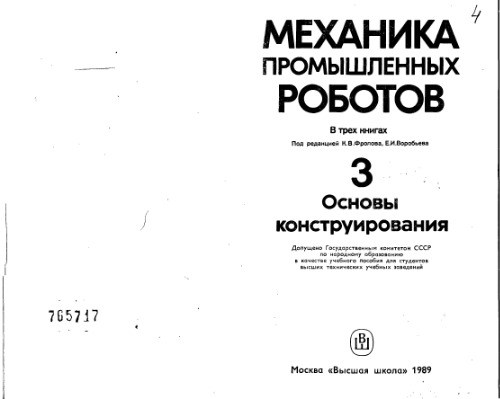 4
МЕХАНИКА
ПРОМЫШЛЕННЫХ
РОБОТОВ
В трех книгах
Под редакцией К.В.Фролова, Е.И.Воробьева
3
Основы
конструирования
Допущено Государственным комитетом СССР
по народному образованию
в качестве учебного пособия для студентов
высших технических учебных заведений
765717
ВШ
Москва «Высшая школа» 1989